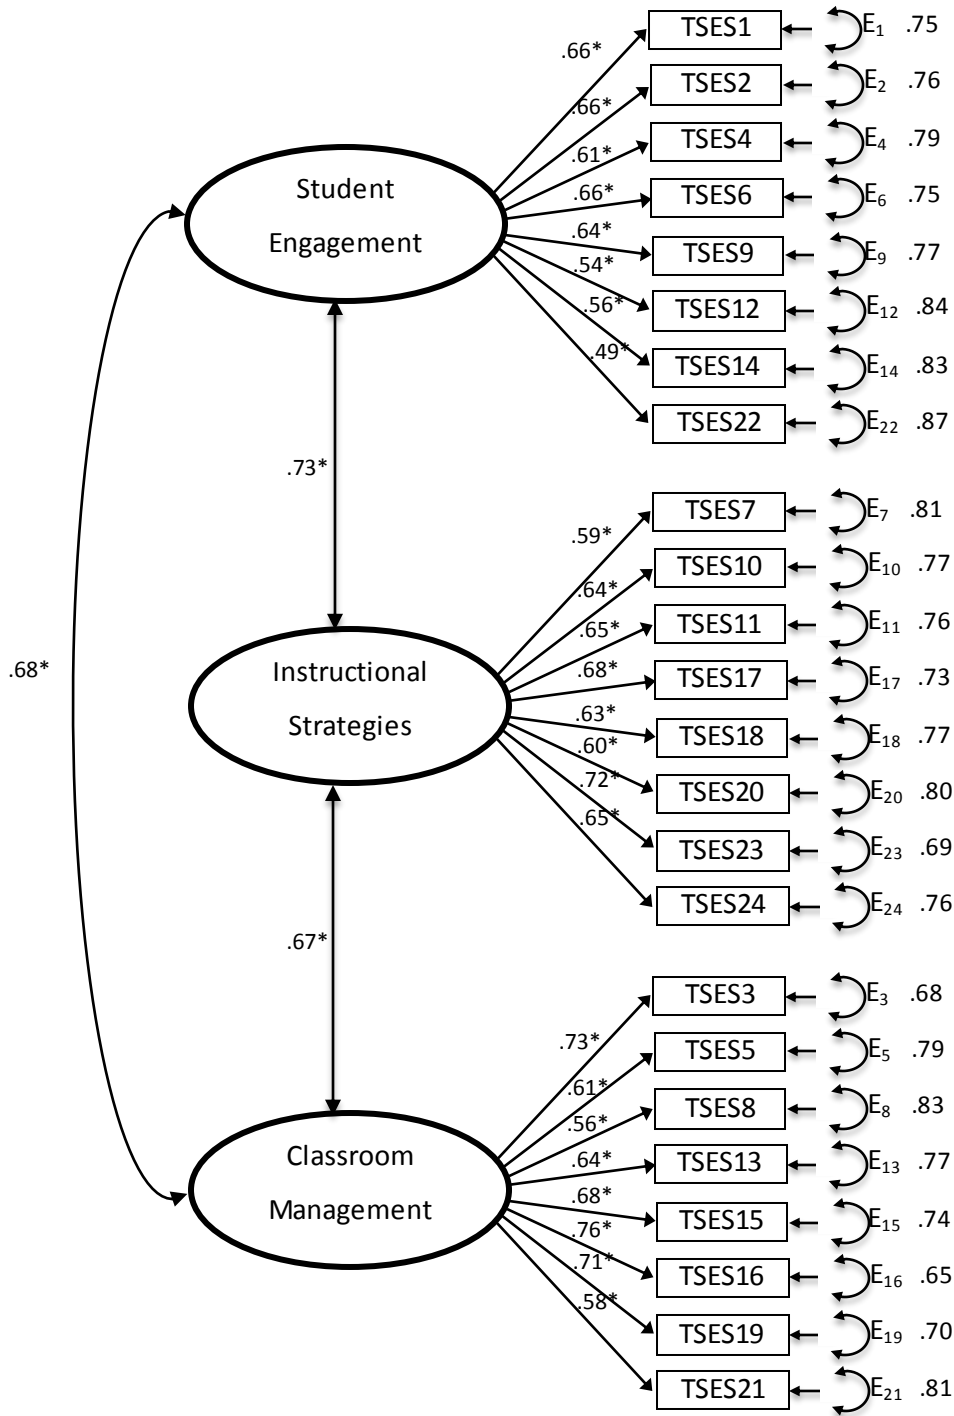 TSES1 E₁ .75
.66*
TSES2 E₂ .76
.66*
TSES4 E₄ .79
.61*
Student
Engagement
TSES6 E₆ .75
.66*
TSES9 E₉ .77
.64*
.54*
TSES12 E₁₂ .84
.56*
TSES14 E₁₄ .83
.49*
TSES22 E₂₂ .87
.73*
TSES7 E₇ .81
.59*
TSES10 E₁₀ .77
.64*
TSES11 E₁₁ .76
.65*
.68*
Instructional
Strategies
TSES17 E₁₇ .73
.68*
TSES18 E₁₈ .77
.63*
.60*
TSES20 E₂₀ .80
.72*
.65*
TSES23 E₂₃ .69
TSES24 E₂₄ .76
.67*
TSES3 E₃ .68
.73*
TSES5 E₅ .79
.61*
TSES8 E₈ .83
.56*
Classroom
Management
TSES13 E₁₃ .77
.64*
.68*
TSES15 E₁₅ .74
.76*
.71*
TSES16 E₁₆ .65
.58*
TSES19 E₁₉ .70
TSES21 E₂₁ .81